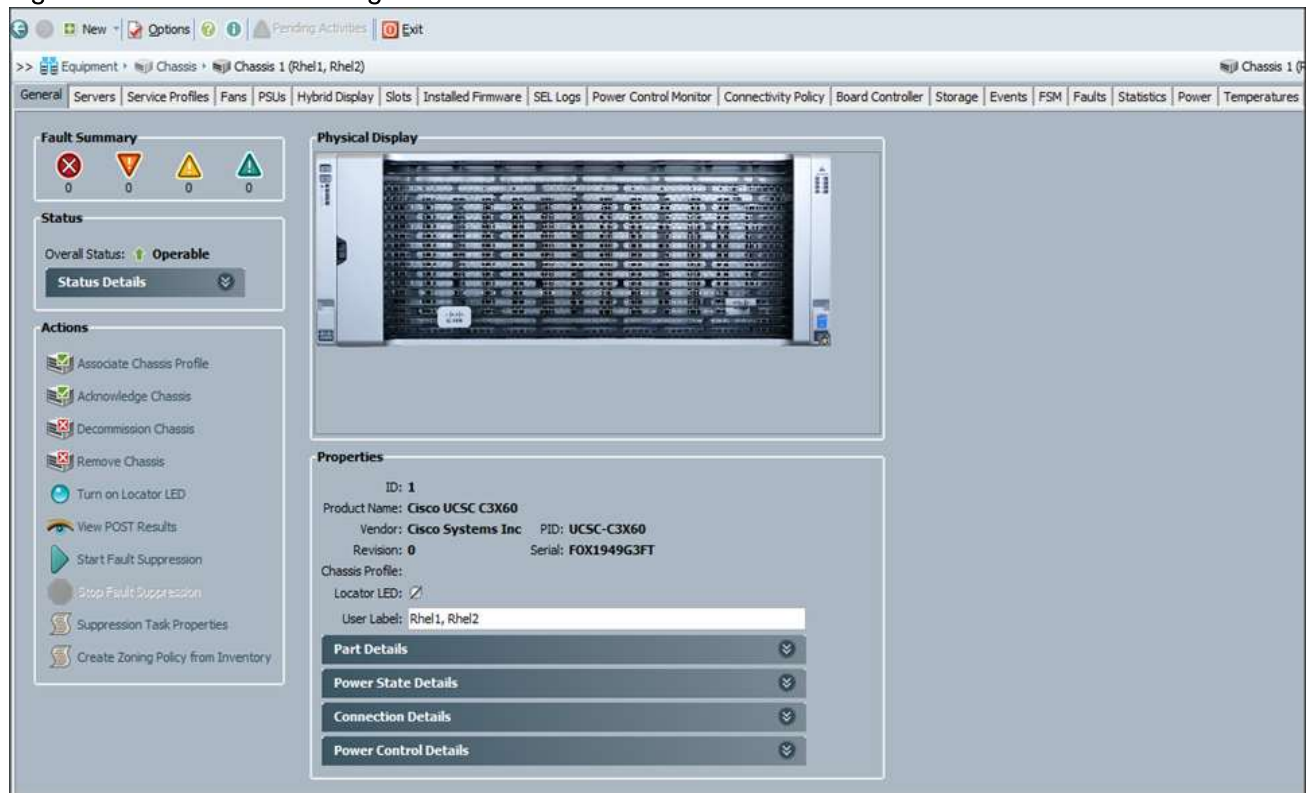 New Options Pending Activities Exit
>> Equipment Chassis Chassis 1 (Rhel1, Rhel2) Chassis 1 (R
General Servers Service Profiles Fans PSUs Hybrid Display Slots Installed Firmware SEL Logs Power Control Monitor Connectivity Policy Board Controller Storage Events FSM Faults Statistics Power Temperatures
Fault Summary
0 0 0 0
Status
Overall Status: Operable
Status Details
Actions
Associate Chassis Profile
Acknowledge Chassis
Decommission Chassis
Remove Chassis
Turn on Locator LED
View POST Results
Start Fault Suppression
Stop Fault Suppression
Suppression Task Properties
Create Zoning Policy from Inventory
Physical Display
Properties
ID: 1
Product Name: Cisco UCSC C3X60
Vendor: Cisco Systems Inc PID: UCSC-C3X60
Revision: 0 Serial: FOX1949G3FT
Chassis Profile:
Locator LED:
User Label: Rhel1, Rhel2
Part Details
Power State Details
Connection Details
Power Control Details